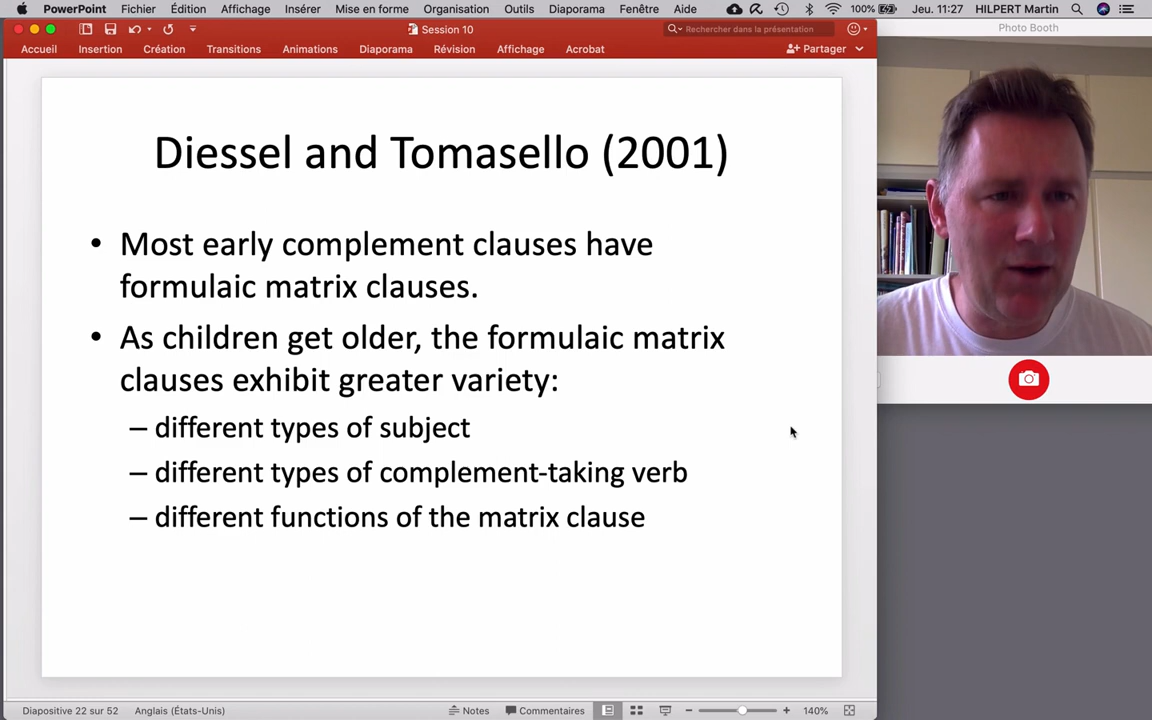 PowerPoint Fichier Édition Affichage Insérer Mise en forme Organisation Outils Diaporama Fenêtre Aide 100% Jeu. 11:27 HILPERT Martin
Session 10
Rechercher dans la présentation
Photo Booth
Accueil Insertion Création Transitions Animations Diaporama Révision Affichage Acrobat Partager
Diessel and Tomasello (2001)
• Most early complement clauses have
formulaic matrix clauses.
• As children get older, the formulaic matrix
clauses exhibit greater variety:
– different types of subject
– different types of complement-taking verb
– different functions of the matrix clause
Diapositive 22 sur 52 Anglais (États-Unis) Notes Commentaires 140%